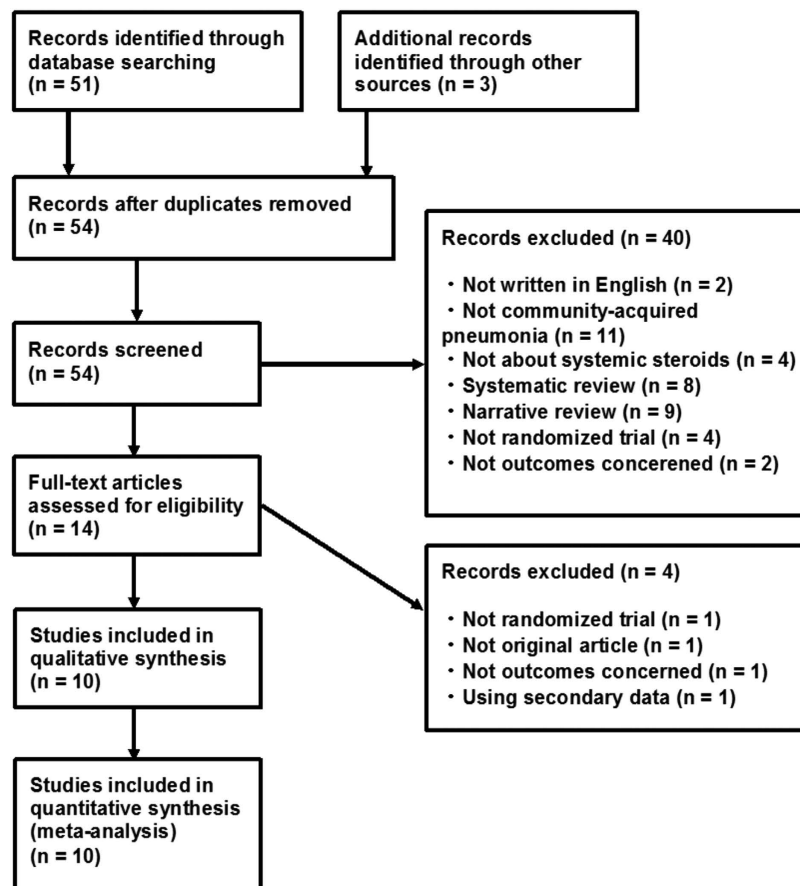 Records identified through
database searching
(n = 51)
Additional records
identified through other
sources (n = 3)
Records after duplicates removed
(n = 54)
Records screened
(n = 54)
Records excluded (n = 40)
・Not written in English (n = 2)
・Not community-acquired
pneumonia (n = 11)
・Not about systemic steroids (n = 4)
・Systematic review (n = 8)
・Narrative review (n = 9)
・Not randomized trial (n = 4)
・Not outcomes concerened (n = 2)
Full-text articles
assessed for eligibility
(n = 14)
Records excluded (n = 4)
・Not randomized trial (n = 1)
・Not original article (n = 1)
・Not outcomes concerned (n = 1)
・Using secondary data (n = 1)
Studies included in
qualitative synthesis
(n = 10)
Studies included in
quantitative synthesis
(meta-analysis)
(n = 10)